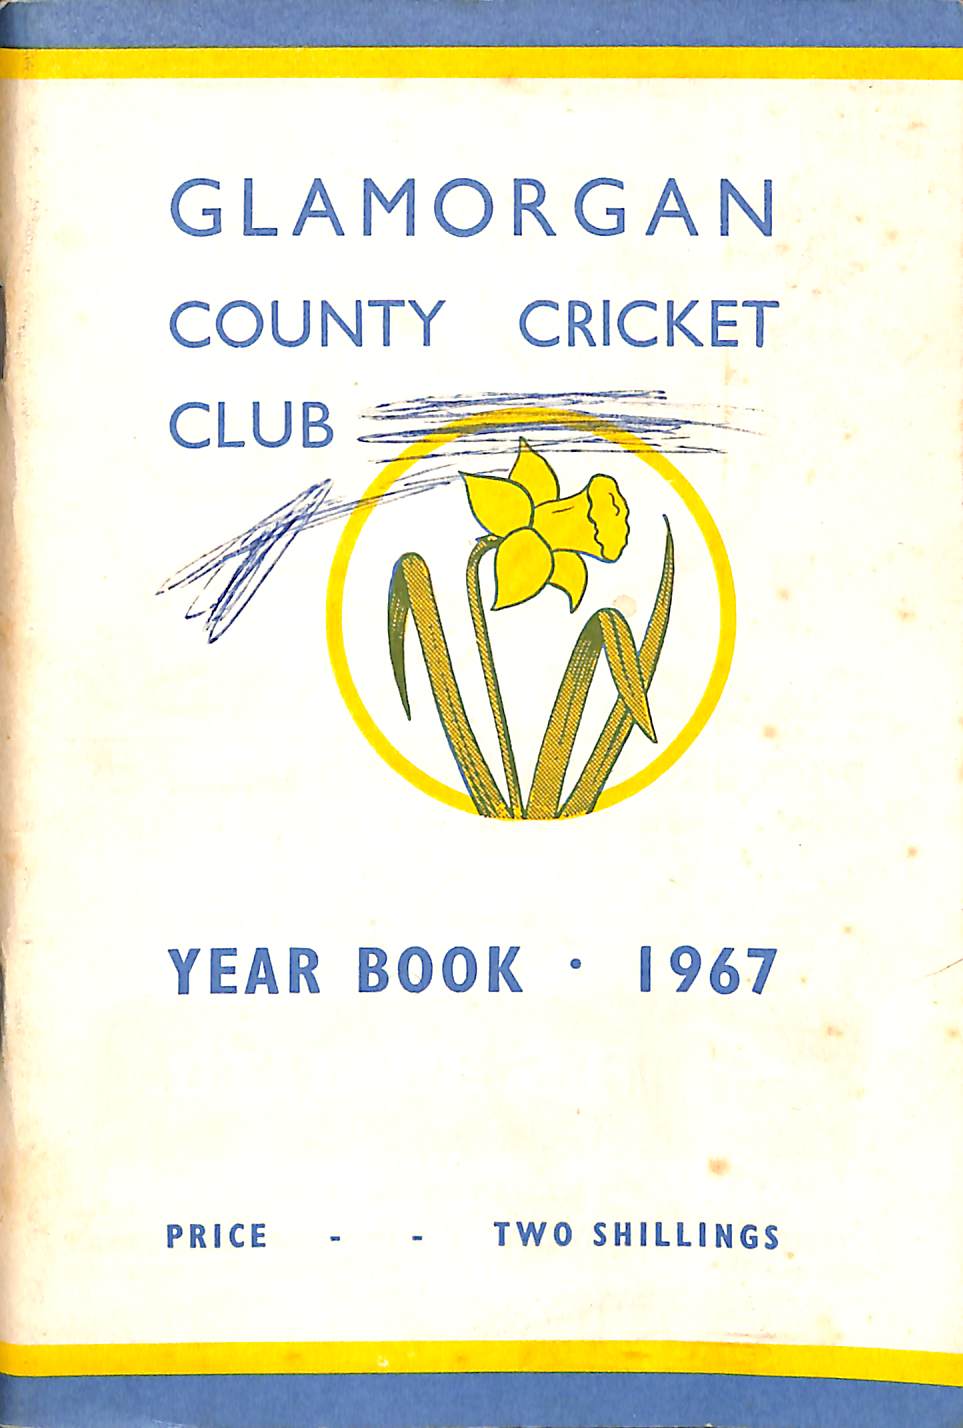 GLAMORGAN
COUNTY CRICKET
CLUB
YEAR BOOK · 1967
PRICE - - TWO SHILLINGS